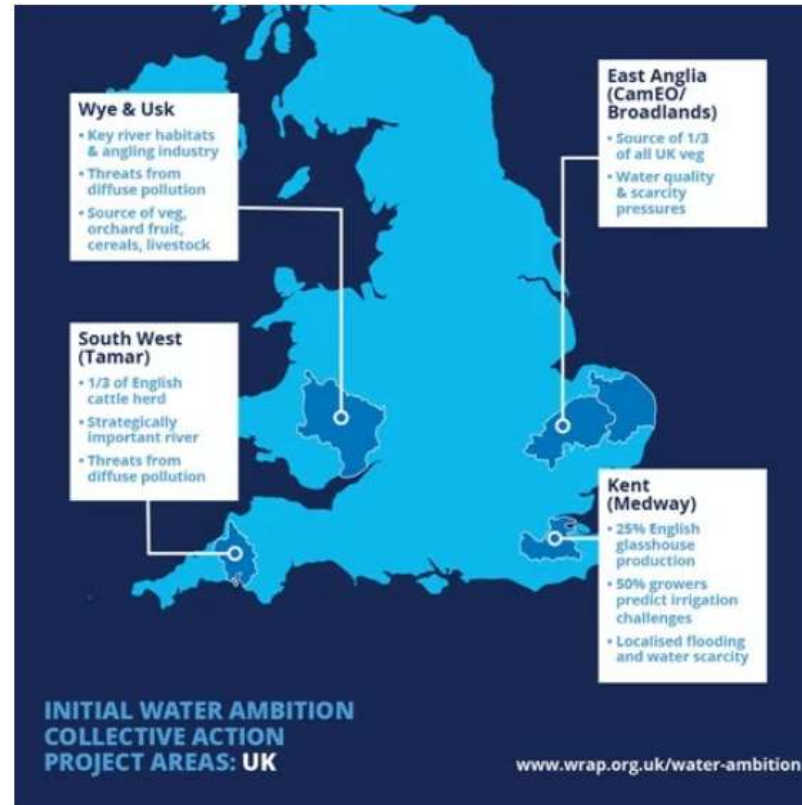 Wye & Usk
• Key river habitats
& angling industry
• Threats from
diffuse pollution
• Source of veg,
orchard fruit,
cereals, livestock
East Anglia
(CamEO/
Broadlands)
• Source of 1/3
of all UK veg
• Water quality
& scarcity
pressures
South West
(Tamar)
• 1/3 of English
cattle herd
• Strategically
important river
• Threats from
diffuse pollution
Kent
(Medway)
• 25% English
glasshouse
production
• 50% growers
predict irrigation
challenges
• Localised flooding
and water scarcity
INITIAL WATER AMBITION
COLLECTIVE ACTION
PROJECT AREAS: UK
www.wrap.org.uk/water-ambition